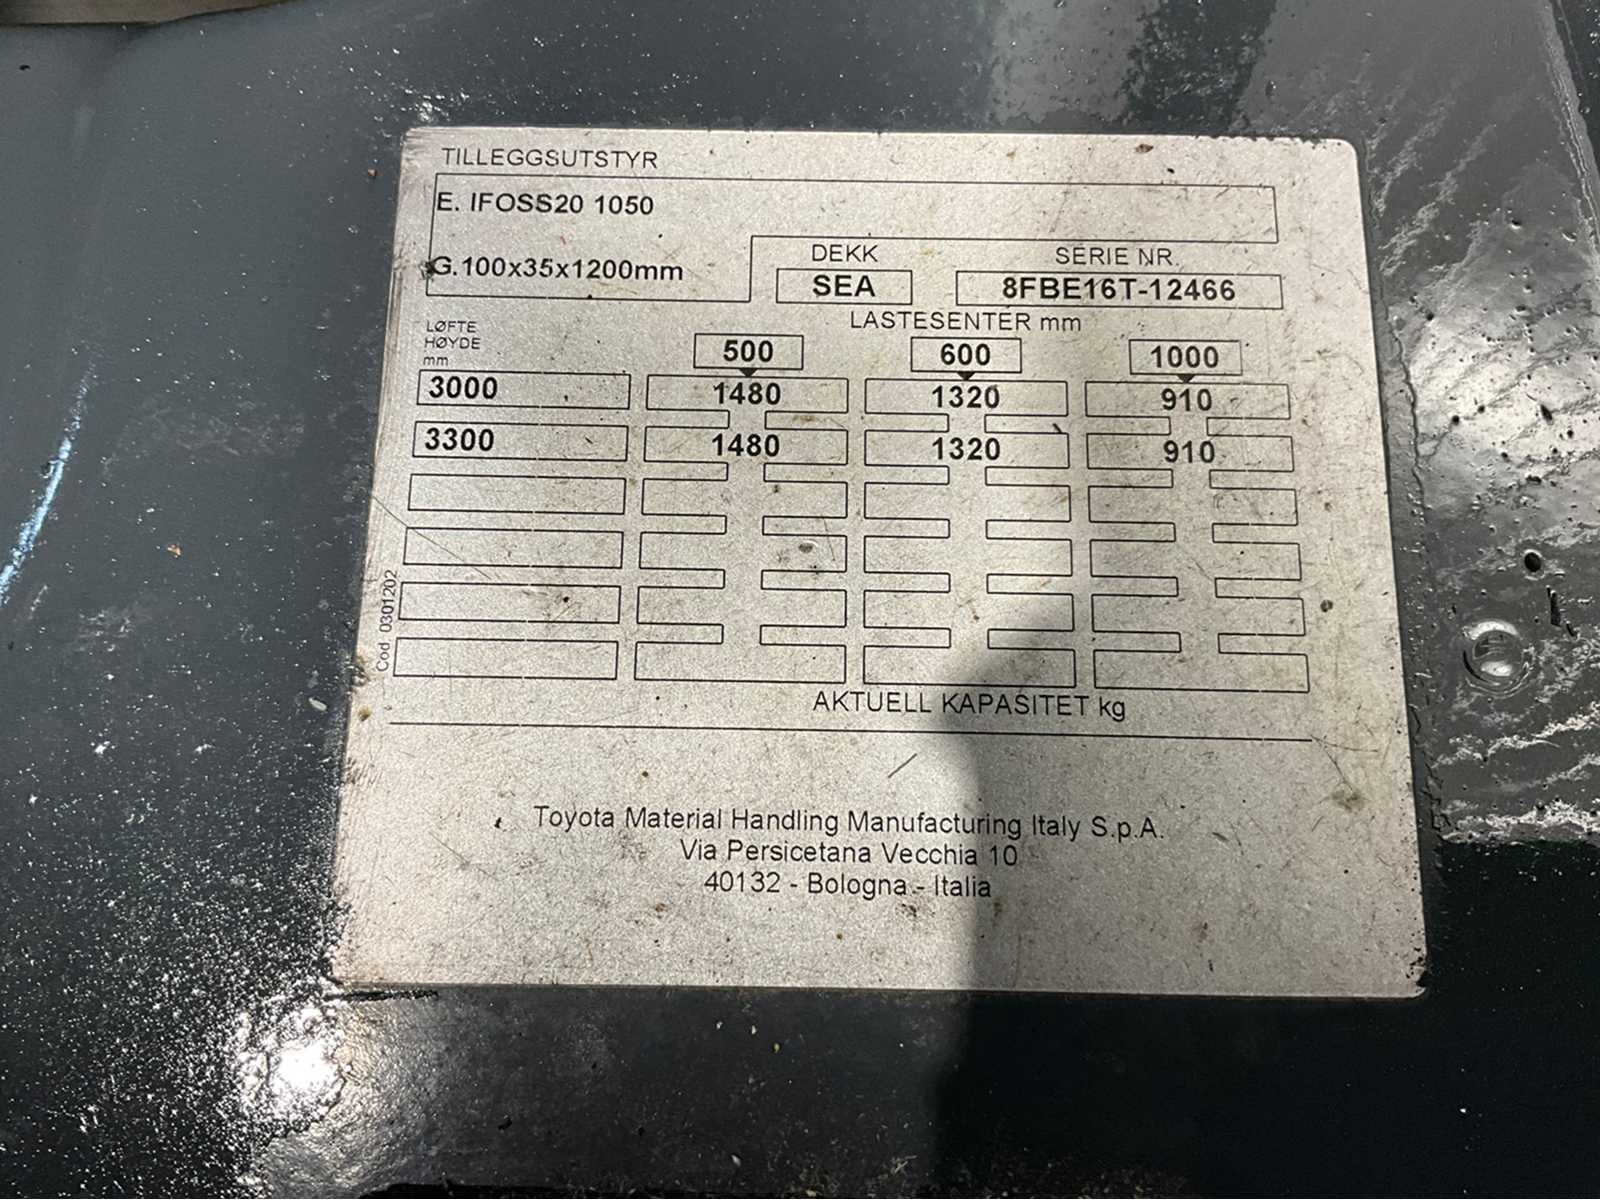 TILLEGGSUTSTYR
E. IFOSS20 1050
G.100x35x1200mm
DEKK
SEA
SERIE NR.
8FBE16T-12466
LASTESENTER mm
LØFTE
HØYDE
mm
500 600 1000
3000 1480 1320 910
3300 1480 1320 910
Cod 0301202
AKTUELL KAPASITET kg
Toyota Material Handling Manufacturing Italy S.p.A.
Via Persicetana Vecchia 10
40132 - Bologna - Italia